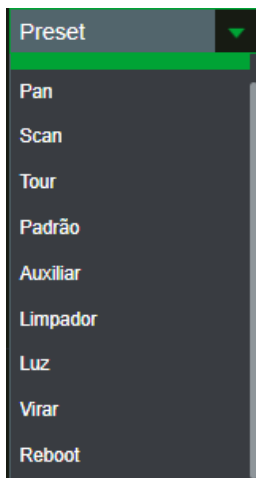 Preset
Pan
Scan
Tour
Padrão
Auxiliar
Limpador
Luz
Virar
Reboot